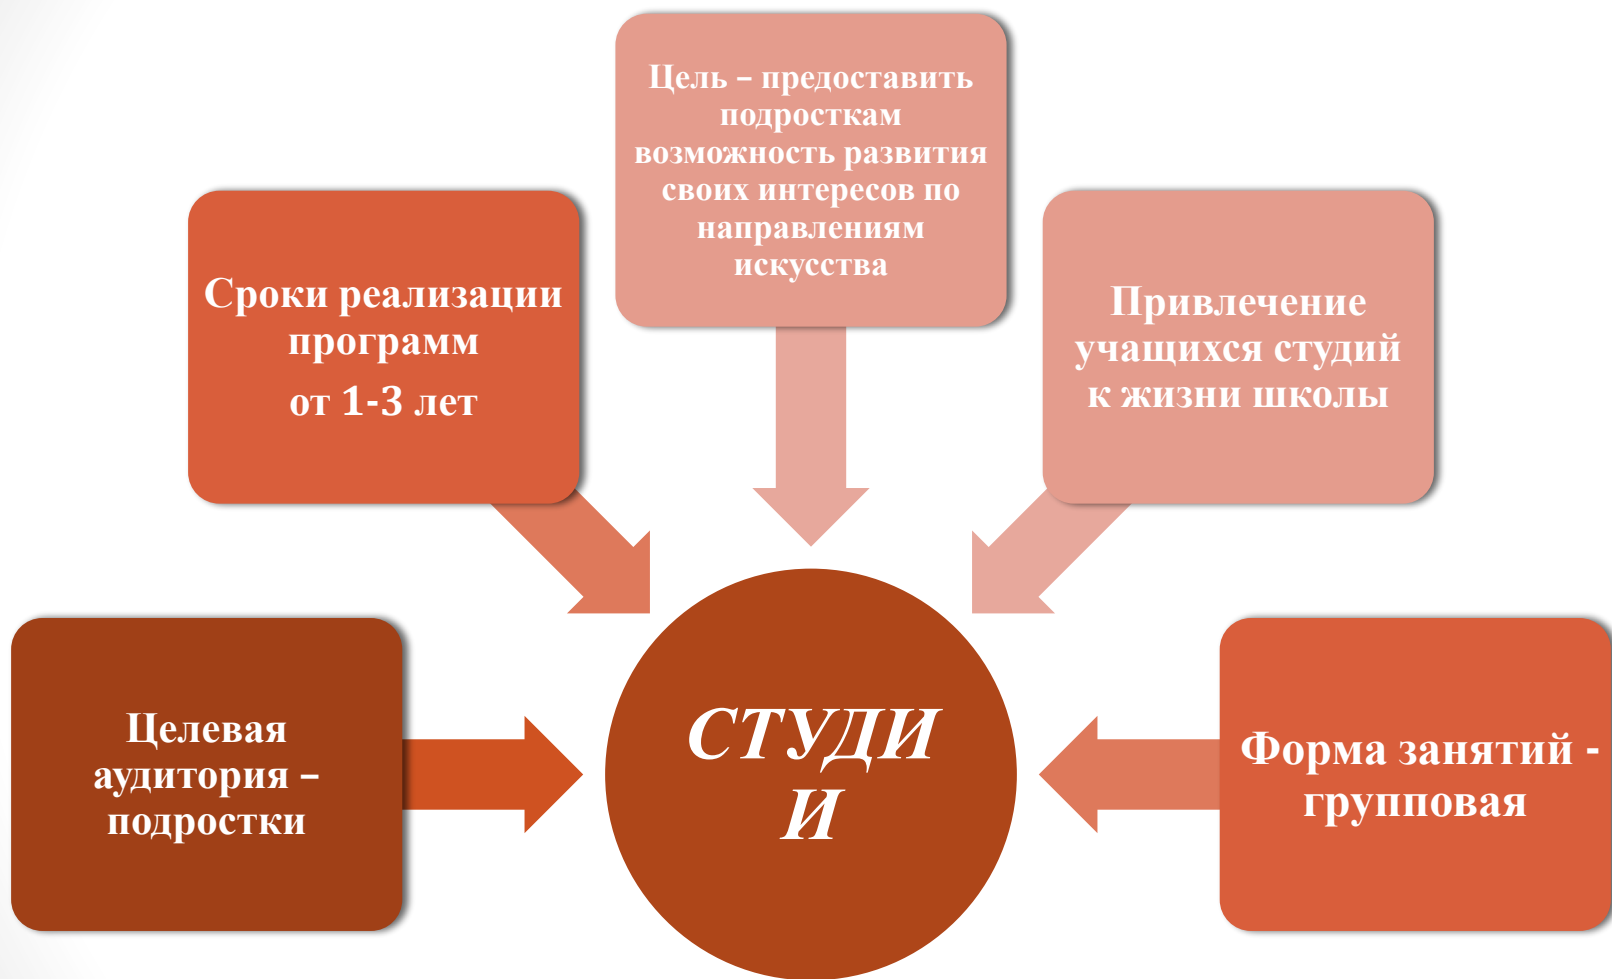 Цель – предоставить
подросткам
возможность развития
своих интересов по
направлениям
искусства
Сроки реализации
программ
от 1-3 лет
Привлечение
учащихся студий
к жизни школы
Целевая
аудитория –
подростки
СТУДИ
И
Форма занятий -
групповая